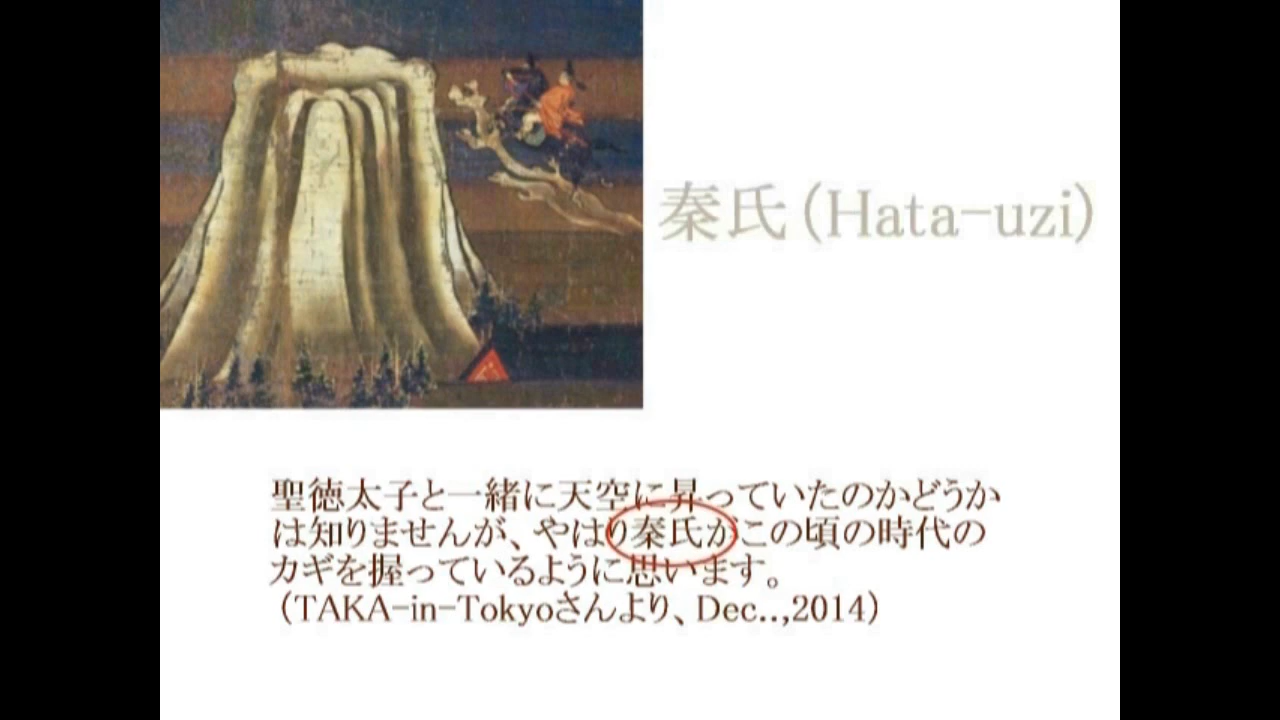 秦氏(Hata-uzi)
聖徳太子と一緒に天空に昇っていたのかどうか
は知りませんが、やはり秦氏がこの頃の時代の
カギを握っているように思います。
(TAKA-in-Tokyoさんより、Dec..,2014)